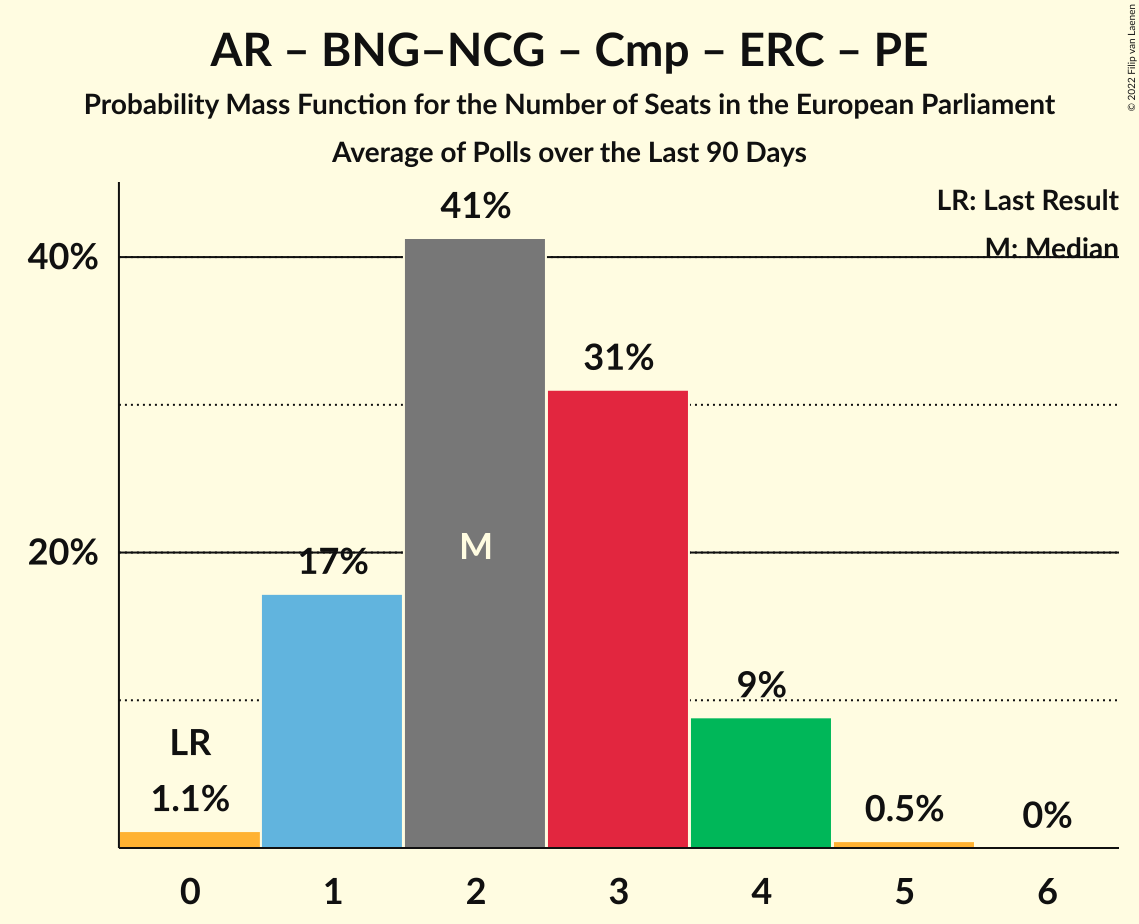 AR – BNG–NCG – Cmp – ERC – PE
Probability Mass Function for the Number of Seats in the European Parliament
Average of Polls over the Last 90 Days
© 2022 Filip van Laenen
LR: Last Result
M: Median
40%
20%
LR
1.1%
17%
41%
M
31%
9%
0.5%
0%
0 1 2 3 4 5 6